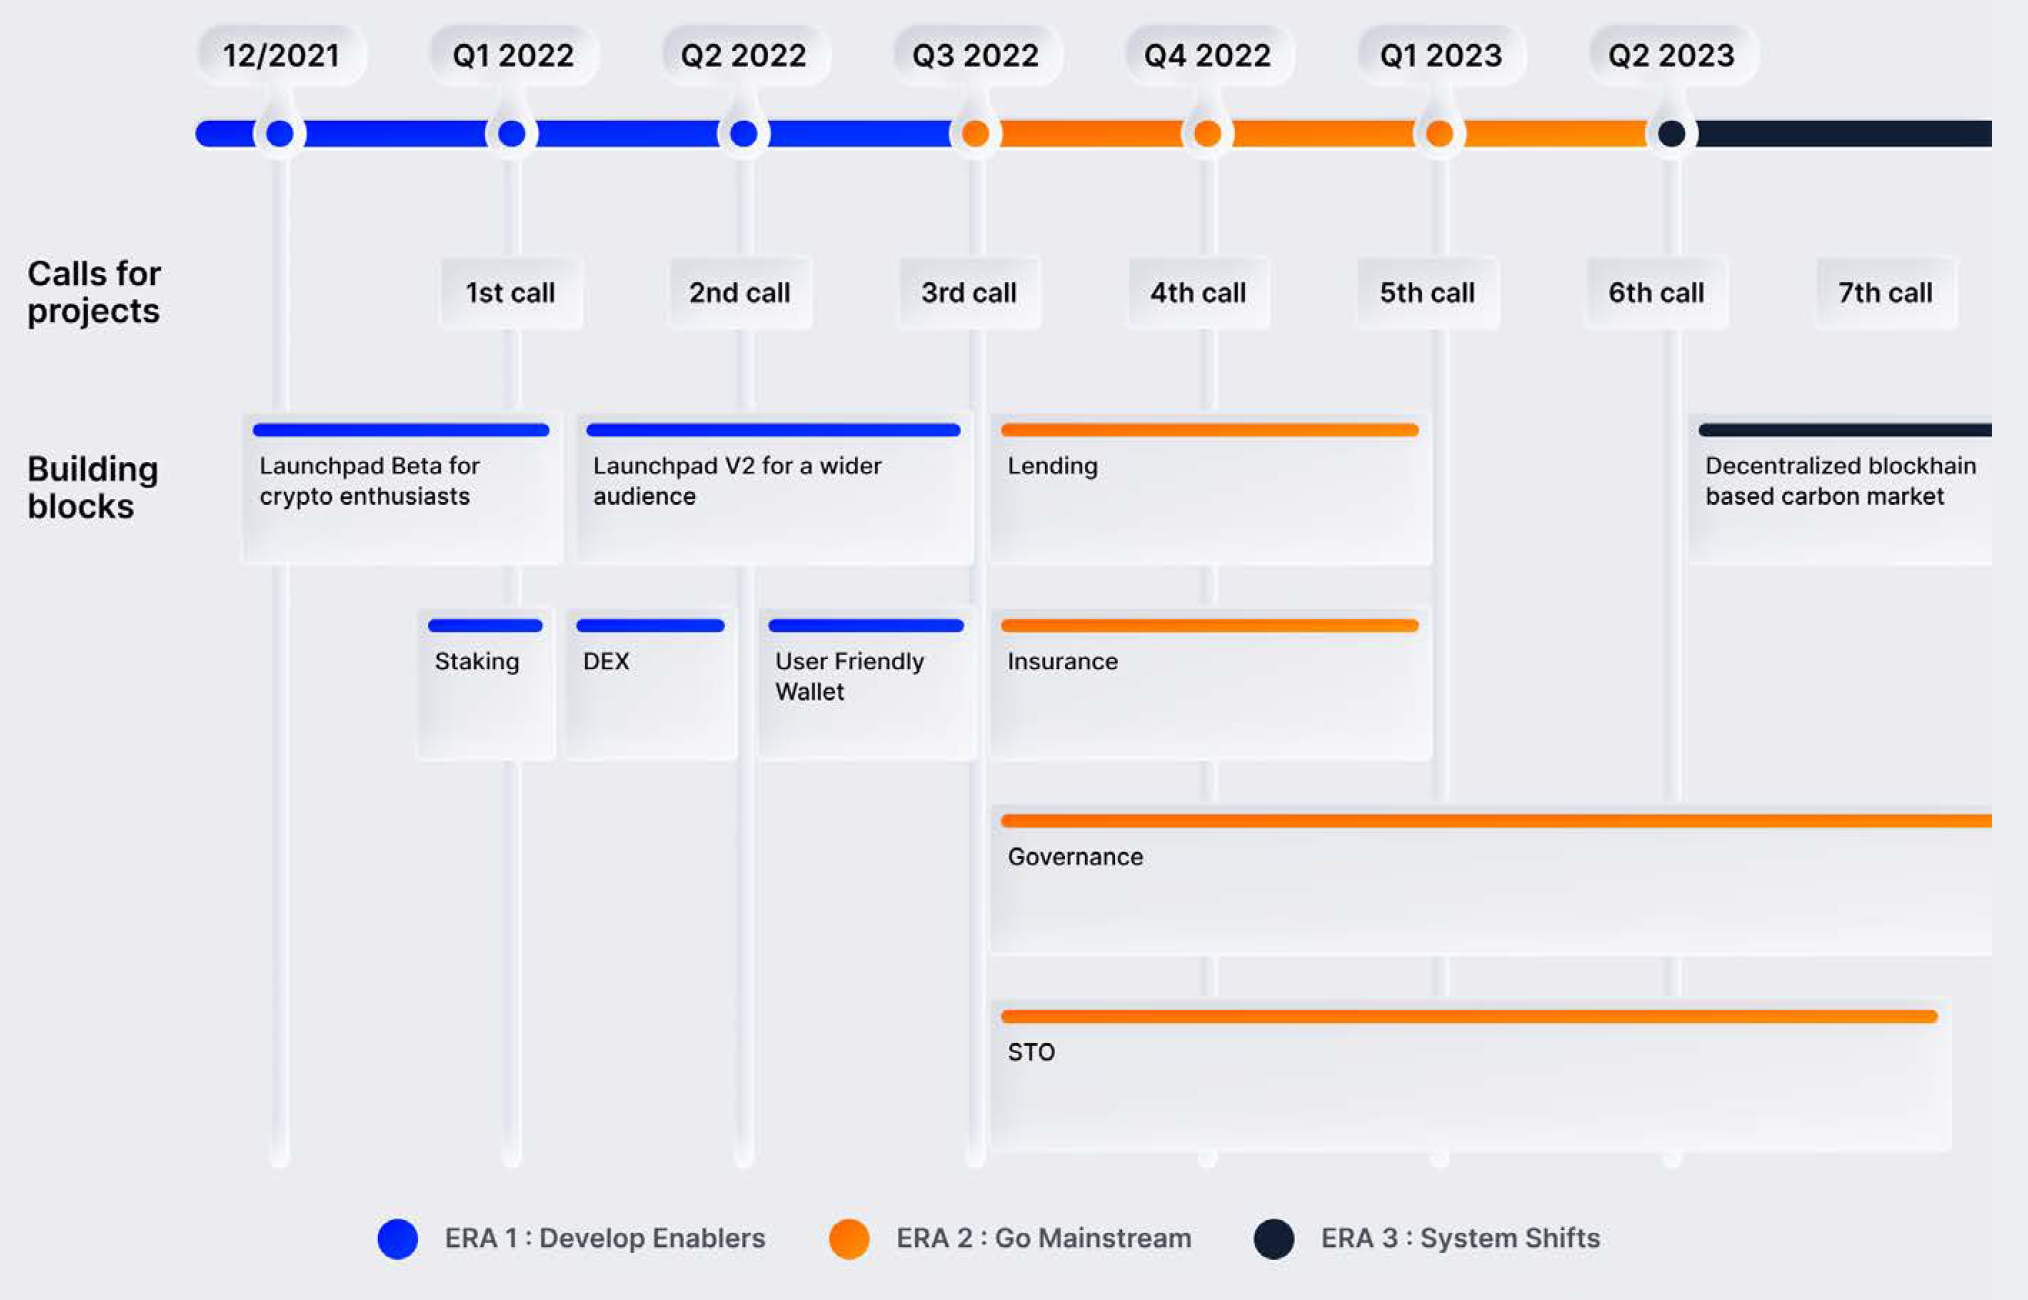 12/2021
Q1 2022
Q2 2022
Q3 2022
Q4 2022
Q1 2023
Q2 2023
Calls for
projects
1st call
2nd call
3rd call
4th call
5th call
6th call
7th call
Building
blocks
Launchpad Beta for
crypto enthusiasts
Launchpad V2 for a wider
audience
Lending
Decentralized blockhain
based carbon market
Staking
DEX
User Friendly
Wallet
Insurance
Governance
STO
ERA 1 : Develop Enablers
ERA 2 : Go Mainstream
ERA 3 : System Shifts